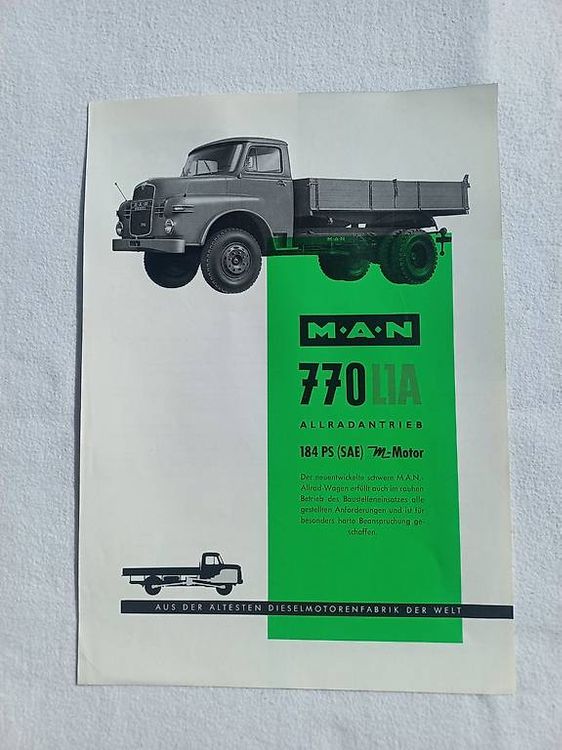 M·A·N
M·A·N
770 L1A
ALLRADANTRIEB
184 PS (SAE) M-Motor
Der neuentwickelte schwere M.A.N.-
Allrad-Wagen erfüllt auch im rauhen
Betrieb des Baustelleneinsatzes alle
gestellten Anforderungen und ist für
besonders harte Beanspruchung ge-
schaffen.
AUS DER ÄLTESTEN DIESELMOTORENFABRIK DER WELT